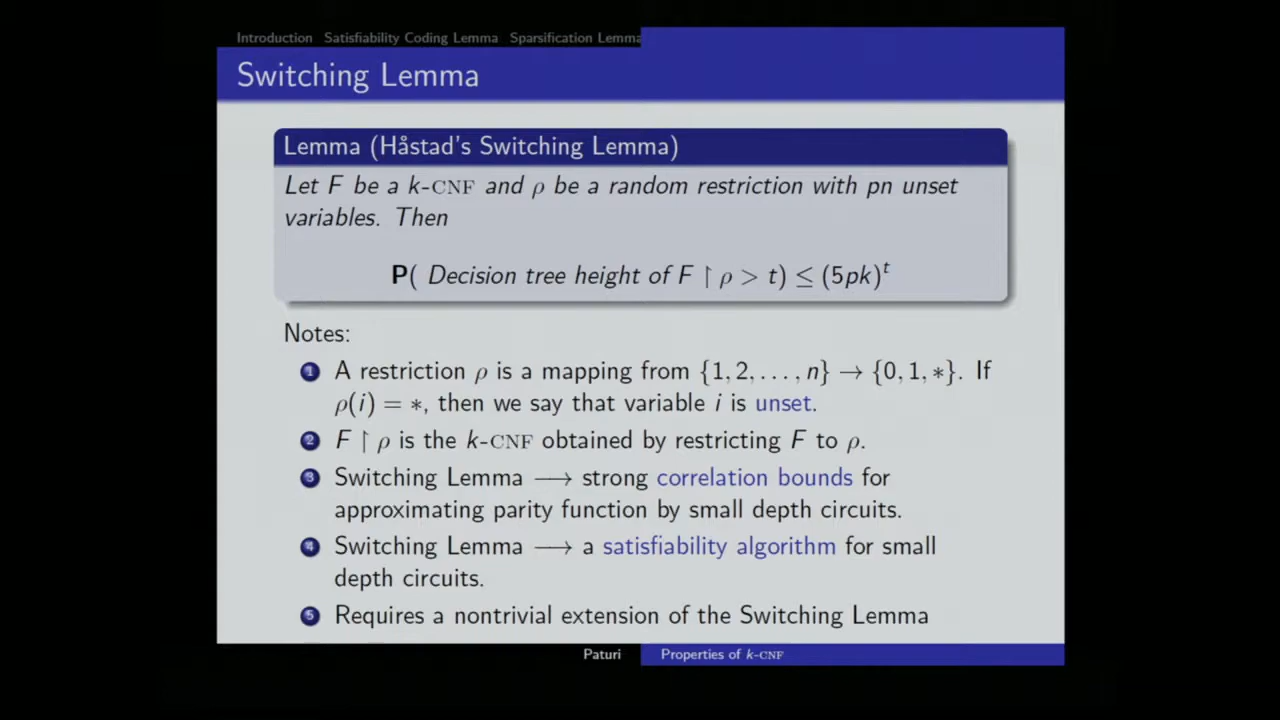 Introduction Satisfiability Coding Lemma Sparsification Lemma
Switching Lemma
Lemma (Håstad's Switching Lemma)
Let F be a k-CNF and ρ be a random restriction with pn unset
variables. Then
P( Decision tree height of F ↾ ρ > t) ≤ (5pk)^t
Notes:
1 A restriction ρ is a mapping from {1, 2, . . . , n} → {0, 1, ∗}. If
ρ(i) = ∗, then we say that variable i is unset.
2 F ↾ ρ is the k-CNF obtained by restricting F to ρ.
3 Switching Lemma ⟶ strong correlation bounds for
approximating parity function by small depth circuits.
4 Switching Lemma ⟶ a satisfiability algorithm for small
depth circuits.
5 Requires a nontrivial extension of the Switching Lemma
Paturi Properties of k-CNF